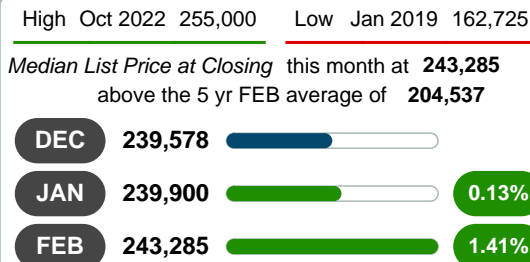 High Oct 2022 255,000 Low Jan 2019 162,725
Median List Price at Closing this month at 243,285
above the 5 yr FEB average of 204,537
DEC 239,578
JAN 239,900 0.13%
FEB 243,285 1.41%